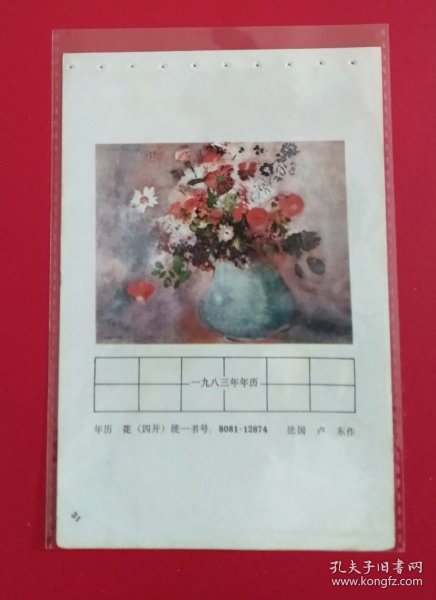 一九八三年年历
年历 花（四开）统一书号：8081·12874 法国 卢 东作
31
孔夫子旧书网
www.kongfz.com